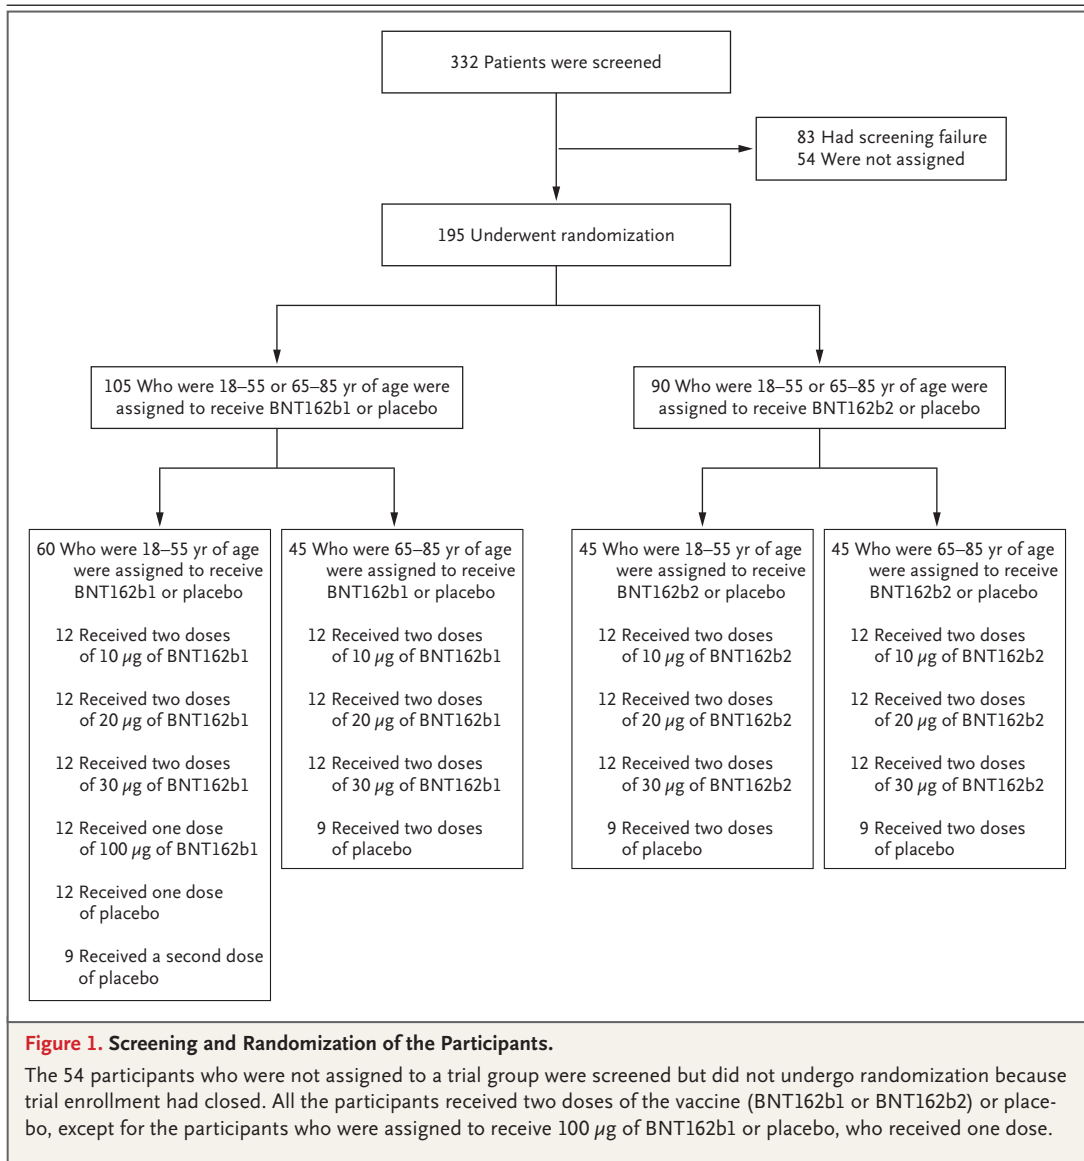 332 Patients were screened
83 Had screening failure
54 Were not assigned
195 Underwent randomization
105 Who were 18–55 or 65–85 yr of age were
assigned to receive BNT162b1 or placebo
90 Who were 18–55 or 65–85 yr of age were
assigned to receive BNT162b2 or placebo
60 Who were 18–55 yr of age
were assigned to receive
BNT162b1 or placebo
12 Received two doses
of 10 µg of BNT162b1
12 Received two doses
of 20 µg of BNT162b1
12 Received two doses
of 30 µg of BNT162b1
12 Received one dose
of 100 µg of BNT162b1
12 Received one dose
of placebo
9 Received a second dose
of placebo
45 Who were 65–85 yr of age
were assigned to receive
BNT162b1 or placebo
12 Received two doses
of 10 µg of BNT162b1
12 Received two doses
of 20 µg of BNT162b1
12 Received two doses
of 30 µg of BNT162b1
9 Received two doses
of placebo
45 Who were 18–55 yr of age
were assigned to receive
BNT162b2 or placebo
12 Received two doses
of 10 µg of BNT162b2
12 Received two doses
of 20 µg of BNT162b2
12 Received two doses
of 30 µg of BNT162b2
9 Received two doses
of placebo
45 Who were 65–85 yr of age
were assigned to receive
BNT162b2 or placebo
12 Received two doses
of 10 µg of BNT162b2
12 Received two doses
of 20 µg of BNT162b2
12 Received two doses
of 30 µg of BNT162b2
9 Received two doses
of placebo
Figure 1. Screening and Randomization of the Participants.
The 54 participants who were not assigned to a trial group were screened but did not undergo randomization because
trial enrollment had closed. All the participants received two doses of the vaccine (BNT162b1 or BNT162b2) or place-
bo, except for the participants who were assigned to receive 100 µg of BNT162b1 or placebo, who received one dose.